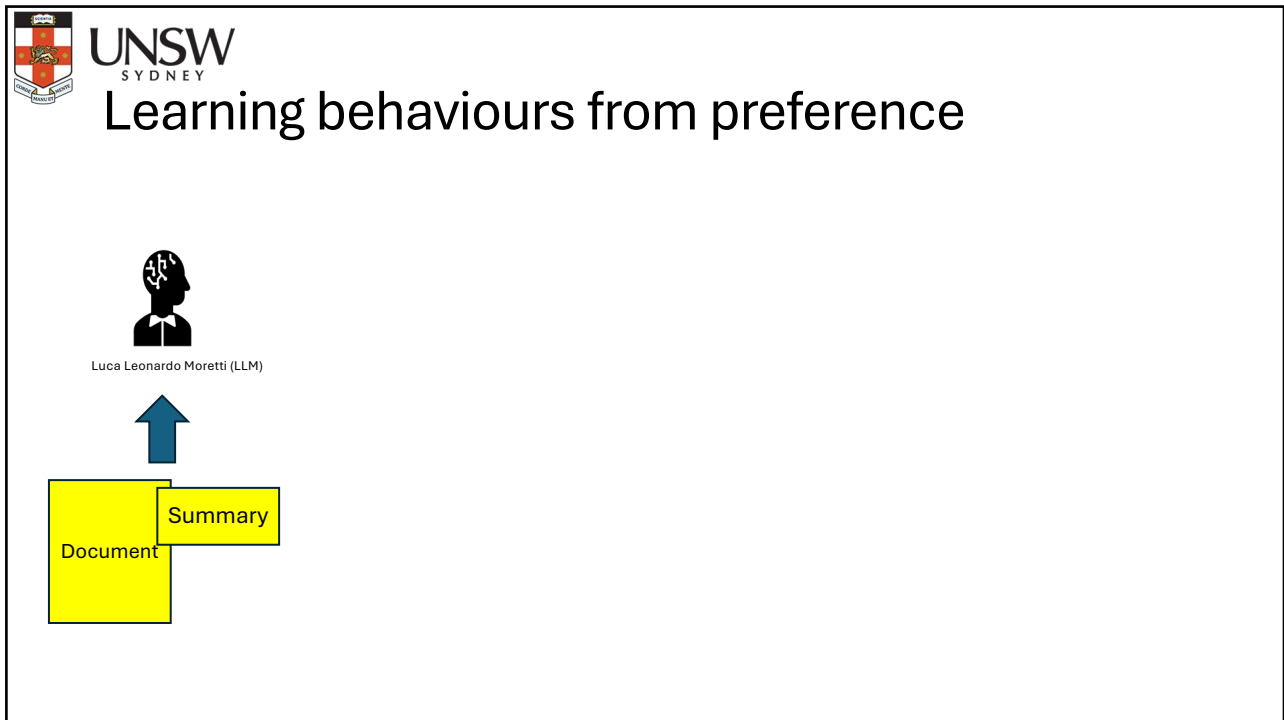 UNSW
SYDNEY
Learning behaviours from preference
Luca Leonardo Moretti (LLM)
Summary
Document